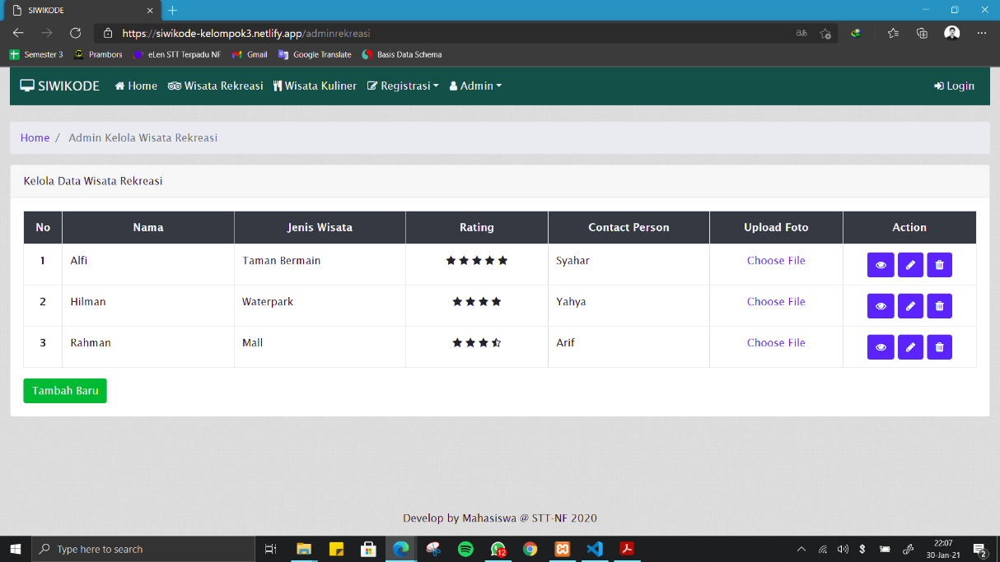 SIWIKODE
https://siwikode-kelompok3.netlify.app/adminrekreasi
Semester 3 Prambors eLen STT Terpadu NF Gmail Google Translate Basis Data Schema
SIWIKODE Home Wisata Rekreasi Wisata Kuliner Registrasi Admin Login
Home / Admin Kelola Wisata Rekreasi
Kelola Data Wisata Rekreasi
No Nama Jenis Wisata Rating Contact Person Upload Foto Action
1 Alfi Taman Bermain Syahar Choose File
2 Hilman Waterpark Yahya Choose File
3 Rahman Mall Arif Choose File
Tambah Baru
Develop by Mahasiswa @ STT-NF 2020
Type here to search
12
22:07
30-Jan-21
2